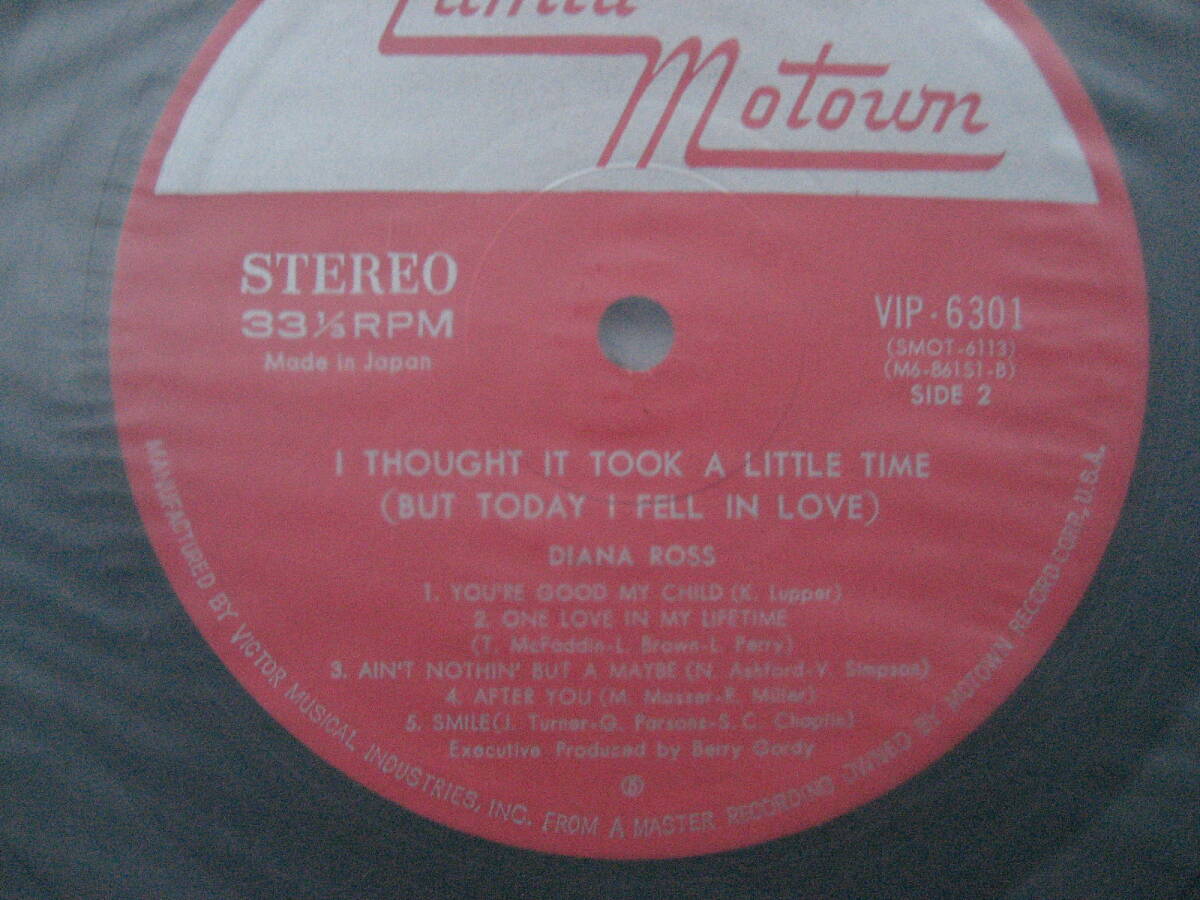 Tamla
Motown
STEREO
33⅓RPM
Made in Japan
VIP-6301
(SMOT-6113)
(M6-861S1-B)
SIDE 2
I THOUGHT IT TOOK A LITTLE TIME
(BUT TODAY I FELL IN LOVE)
DIANA ROSS
1. YOU'RE GOOD MY CHILD (K. Lupper)
2. ONE LOVE IN MY LIFETIME
(T. McFaddin-L. Brown-L. Perry)
3. AIN'T NOTHIN' BUT A MAYBE (N. Ashford-V. Simpson)
4. AFTER YOU (M. Masser-R. Miller)
5. SMILE(J. Turner-G. Parsons-S. C. Chaplin)
Executive Produced by Berry Gordy
MANUFACTURED BY VICTOR MUSICAL INDUSTRIES, INC. FROM A MASTER RECORDING OWNED BY MOTOWN RECORD CORP., U.S.A.